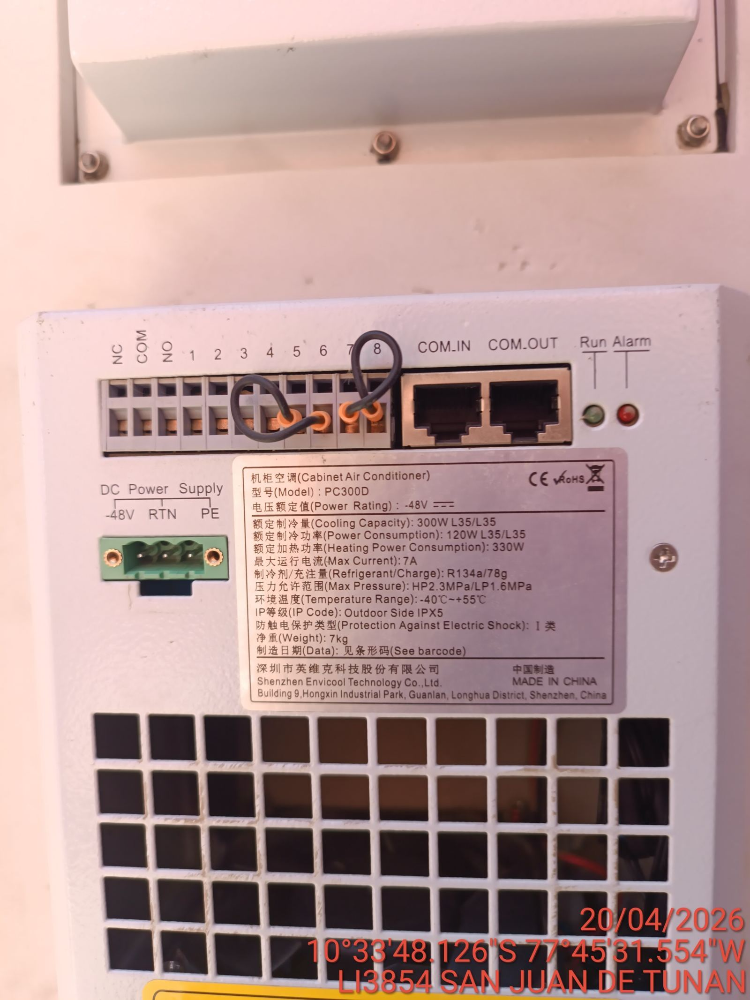 NC COM NO 1 2 3 4 5 6 7 8 COM-IN COM-OUT Run Alarm
DC Power Supply
-48V RTN PE
机柜空调(Cabinet Air Conditioner)
CE RoHS
型号(Model) : PC300D
电压额定值(Power Rating) : -48V
额定制冷量(Cooling Capacity): 300W L35/L35
额定制冷功率(Power Consumption): 120W L35/L35
额定加热功率(Heating Power Consumption): 330W
最大运行电流(Max Current): 7A
制冷剂/充注量(Refrigerant/Charge): R134a/78g
压力允许范围(Max Pressure): HP2.3MPa/LP1.6MPa
环境温度(Temperature Range): -40℃~+55℃
IP等级(IP Code): Outdoor Side IPX5
防触电保护类型(Protection Against Electric Shock): I 类
净重(Weight): 7kg
制造日期(Data): 见条形码(See barcode)
深圳市英维克科技股份有限公司 中国制造
Shenzhen Envicool Technology Co.,Ltd. MADE IN CHINA
Building 9,Hongxin Industrial Park, Guanlan, Longhua District, Shenzhen, China
20/04/2026
10°33'48.126"S 77°45'31.554"W
LI3854 SAN JUAN DE TUNAN